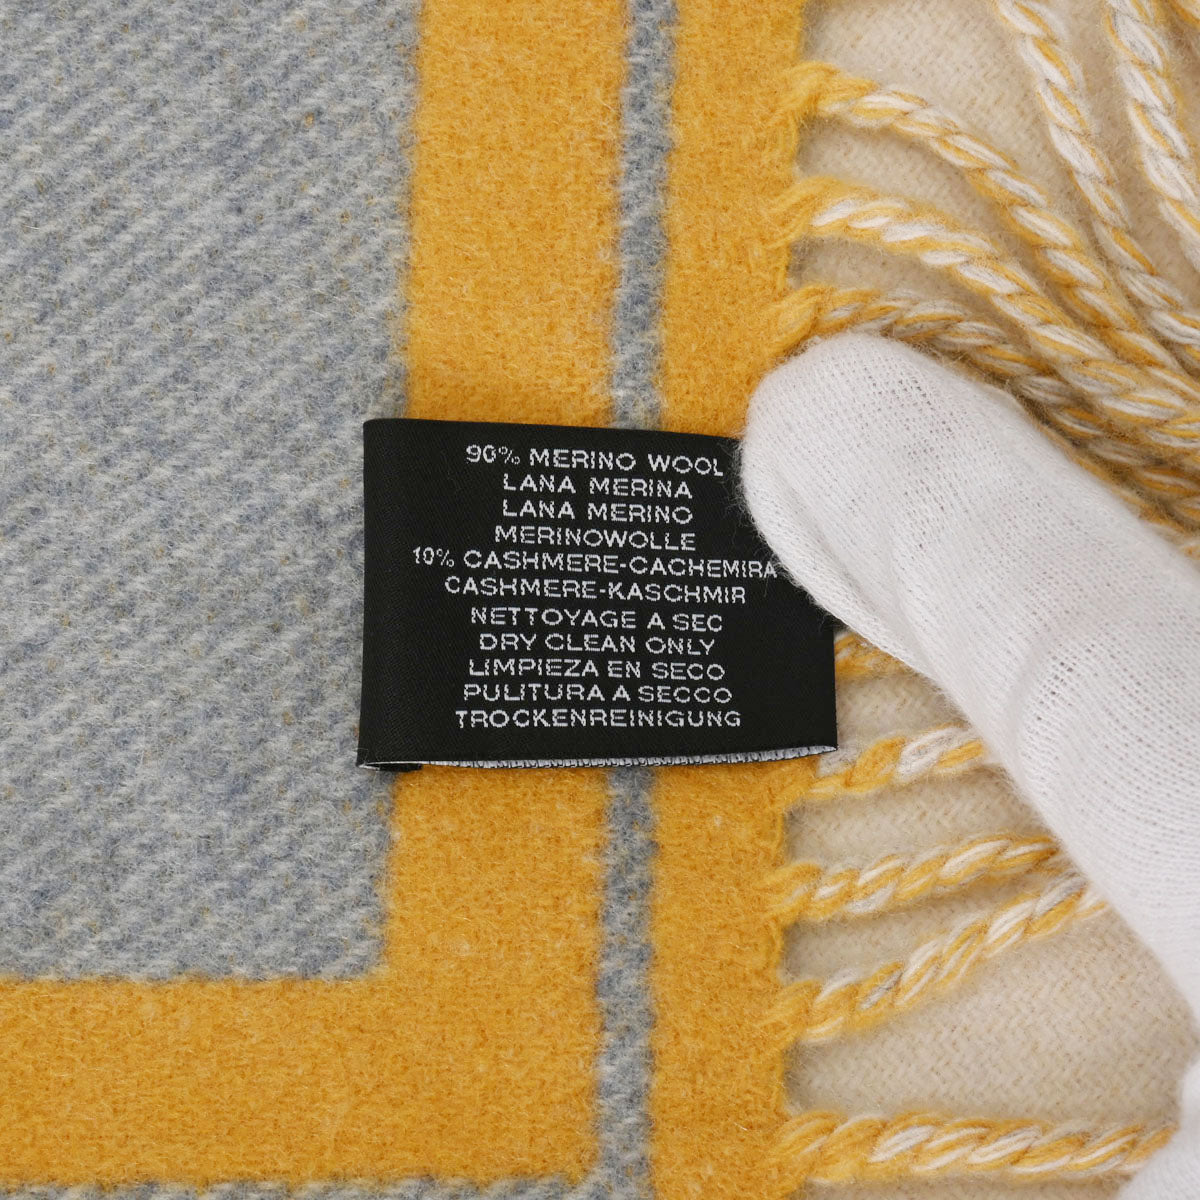 90% MERINO WOOL
LANA MERINA
LANA MERINO
MERINOWOLLE
10% CASHMERE-CACHEMIRA
CASHMERE-KASCHMIR
NETTOYAGE A SEC
DRY CLEAN ONLY
LIMPIEZA EN SECO
PULITURA A SECCO
TROCKENREINIGUNG